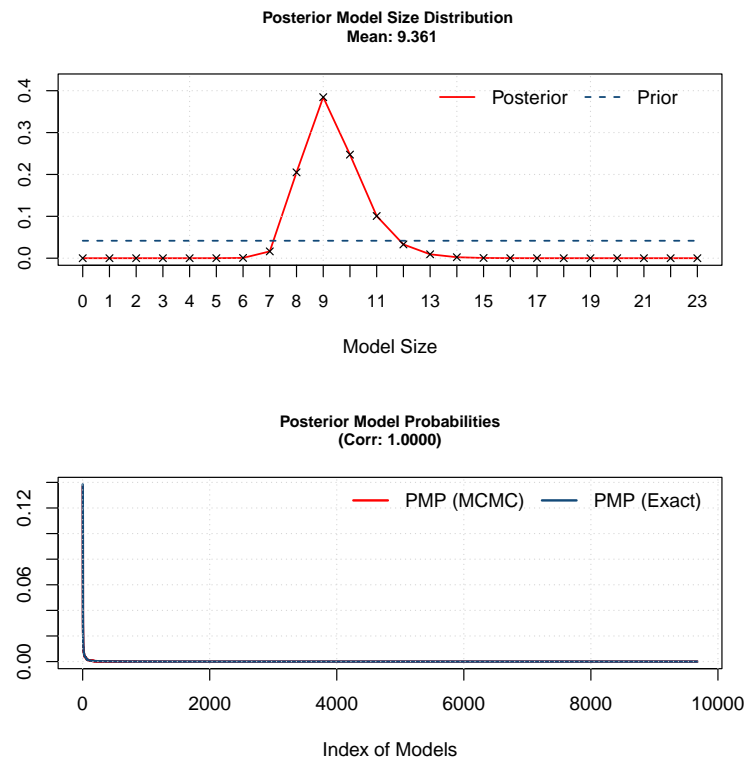 Posterior Model Size Distribution
Mean: 9.361
0.4
0.3
0.2
0.1
0.0
Posterior
Prior
0 1 2 3 4 5 6 7 8 9 11 13 15 17 19 21 23
Model Size
Posterior Model Probabilities
(Corr: 1.0000)
0.12
0.06
0.00
PMP (MCMC)
PMP (Exact)
0 2000 4000 6000 8000 10000
Index of Models